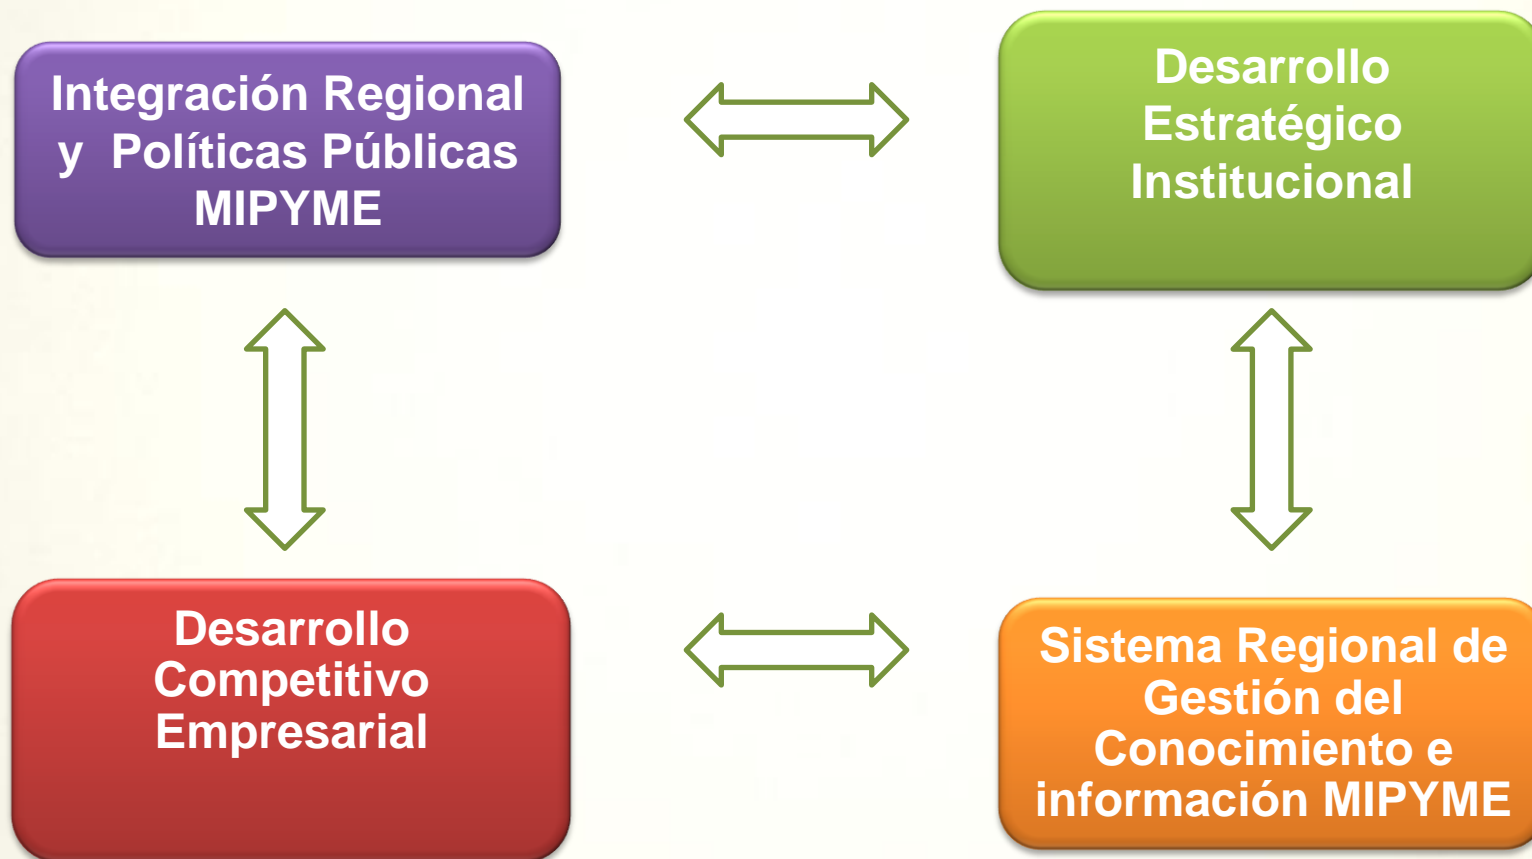 Integración Regional
y Políticas Públicas
MIPYME
Desarrollo
Estratégico
Institucional
Desarrollo
Competitivo
Empresarial
Sistema Regional de
Gestión del
Conocimiento e
información MIPYME